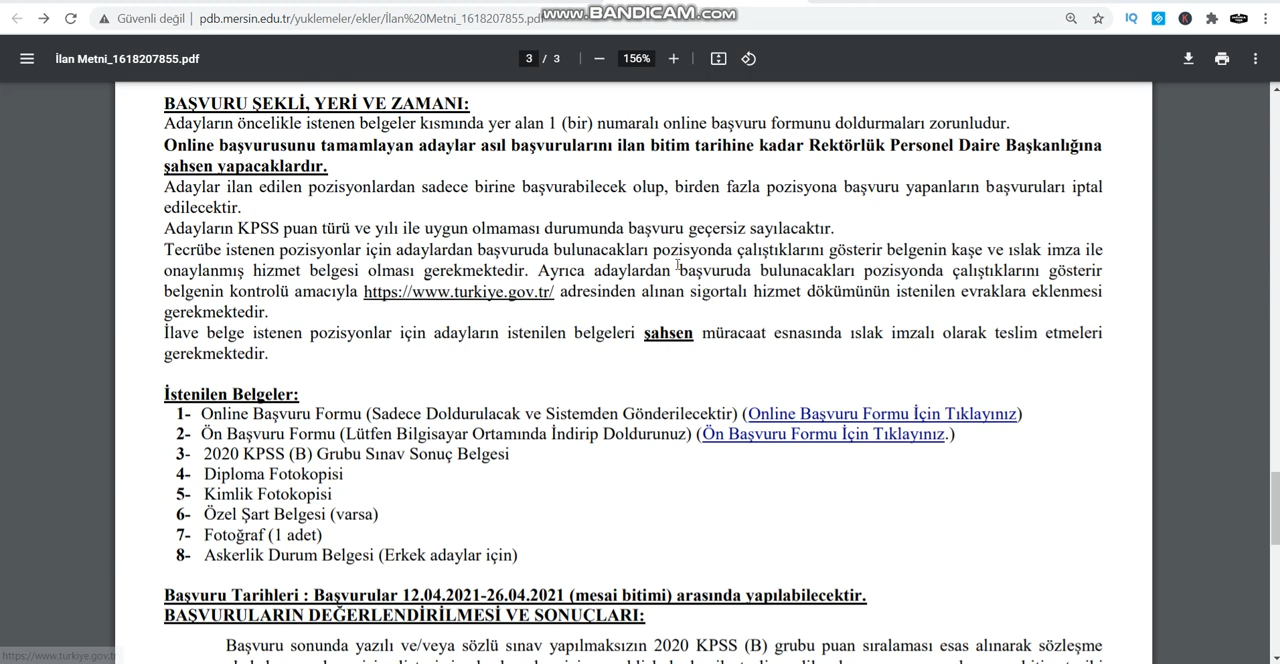 Güvenli değil | pdb.mersin.edu.tr/yuklemeler/ekler/İlan%20Metni_1618207855.pdf
www.BANDICAM.com
İlan Metni_1618207855.pdf
3 / 3
156%
BAŞVURU ŞEKLİ, YERİ VE ZAMANI:
Adayların öncelikle istenen belgeler kısmında yer alan 1 (bir) numaralı online başvuru formunu doldurmaları zorunludur.
Online başvurusunu tamamlayan adaylar asıl başvurularını ilan bitim tarihine kadar Rektörlük Personel Daire Başkanlığına
şahsen yapacaklardır.
Adaylar ilan edilen pozisyonlardan sadece birine başvurabilecek olup, birden fazla pozisyona başvuru yapanların başvuruları iptal
edilecektir.
Adayların KPSS puan türü ve yılı ile uygun olmaması durumunda başvuru geçersiz sayılacaktır.
Tecrübe istenen pozisyonlar için adaylardan başvuruda bulunacakları pozisyonda çalıştıklarını gösterir belgenin kaşe ve ıslak imza ile
onaylanmış hizmet belgesi olması gerekmektedir. Ayrıca adaylardan başvuruda bulunacakları pozisyonda çalıştıklarını gösterir
belgenin kontrolü amacıyla https://www.turkiye.gov.tr/ adresinden alınan sigortalı hizmet dökümünün istenilen evraklara eklenmesi
gerekmektedir.
İlave belge istenen pozisyonlar için adayların istenilen belgeleri şahsen müracaat esnasında ıslak imzalı olarak teslim etmeleri
gerekmektedir.
İstenilen Belgeler:
1- Online Başvuru Formu (Sadece Doldurulacak ve Sistemden Gönderilecektir) (Online Başvuru Formu İçin Tıklayınız)
2- Ön Başvuru Formu (Lütfen Bilgisayar Ortamında İndirip Doldurunuz) (Ön Başvuru Formu İçin Tıklayınız.)
3- 2020 KPSS (B) Grubu Sınav Sonuç Belgesi
4- Diploma Fotokopisi
5- Kimlik Fotokopisi
6- Özel Şart Belgesi (varsa)
7- Fotoğraf (1 adet)
8- Askerlik Durum Belgesi (Erkek adaylar için)
Başvuru Tarihleri : Başvurular 12.04.2021-26.04.2021 (mesai bitimi) arasında yapılabilecektir.
BAŞVURULARIN DEĞERLENDİRİLMESİ VE SONUÇLARI:
Başvuru sonunda yazılı ve/veya sözlü sınav yapılmaksızın 2020 KPSS (B) grubu puan sıralaması esas alınarak sözleşme
https://www.turkiye.gov.tr